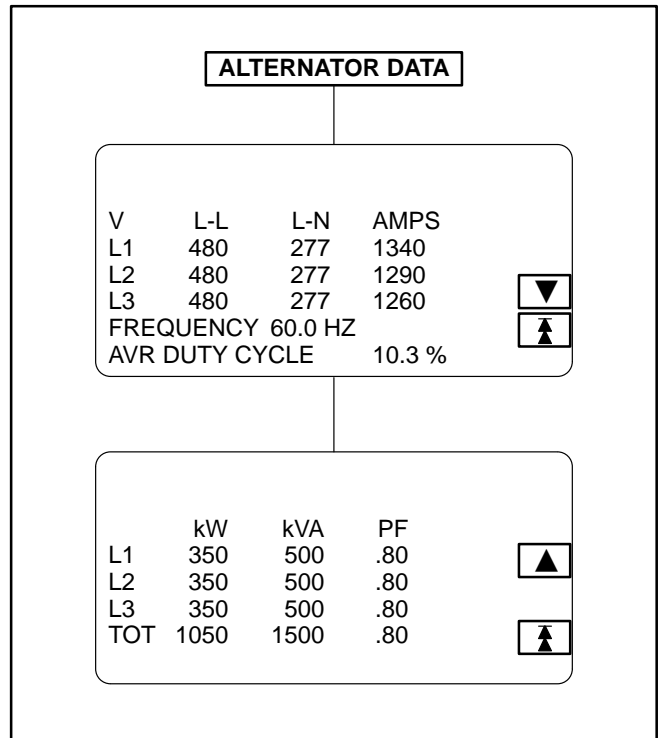 ALTERNATOR DATA
V L-L L-N AMPS
L1 480 277 1340
L2 480 277 1290
L3 480 277 1260
FREQUENCY 60.0 HZ
AVR DUTY CYCLE 10.3 %
kW kVA PF
L1 350 500 .80
L2 350 500 .80
L3 350 500 .80
TOT 1050 1500 .80